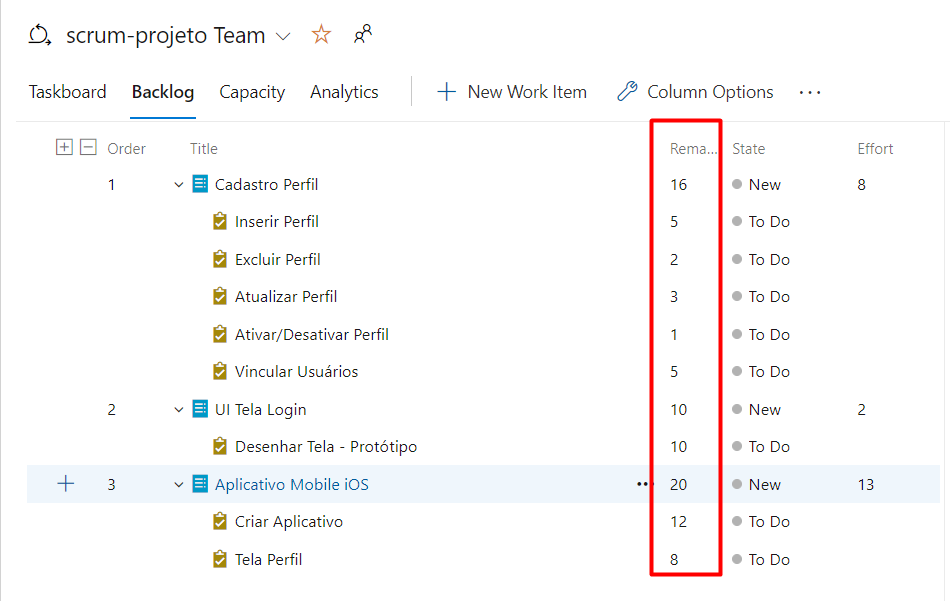 scrum-projeto Team
Taskboard Backlog Capacity Analytics New Work Item Column Options ...
Order Title Rema... State Effort
1 Cadastro Perfil 16 New 8
Inserir Perfil 5 To Do
Excluir Perfil 2 To Do
Atualizar Perfil 3 To Do
Ativar/Desativar Perfil 1 To Do
Vincular Usuários 5 To Do
2 UI Tela Login 10 New 2
Desenhar Tela - Protótipo 10 To Do
3 Aplicativo Mobile iOS ... 20 New 13
Criar Aplicativo 12 To Do
Tela Perfil 8 To Do